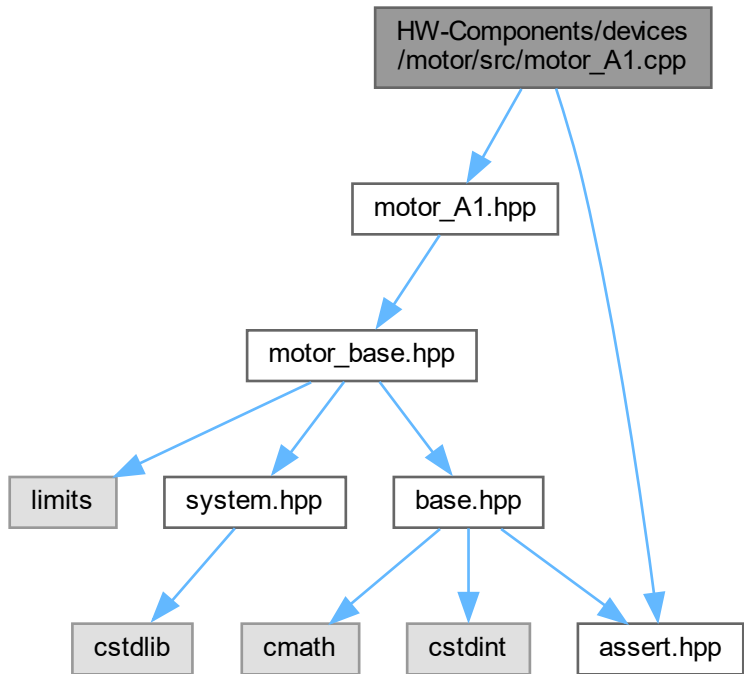 HW-Components/devices
/motor/src/motor_A1.cpp
motor_A1.hpp
motor_base.hpp
limits
system.hpp
base.hpp
cstdlib
cmath
cstdint
assert.hpp